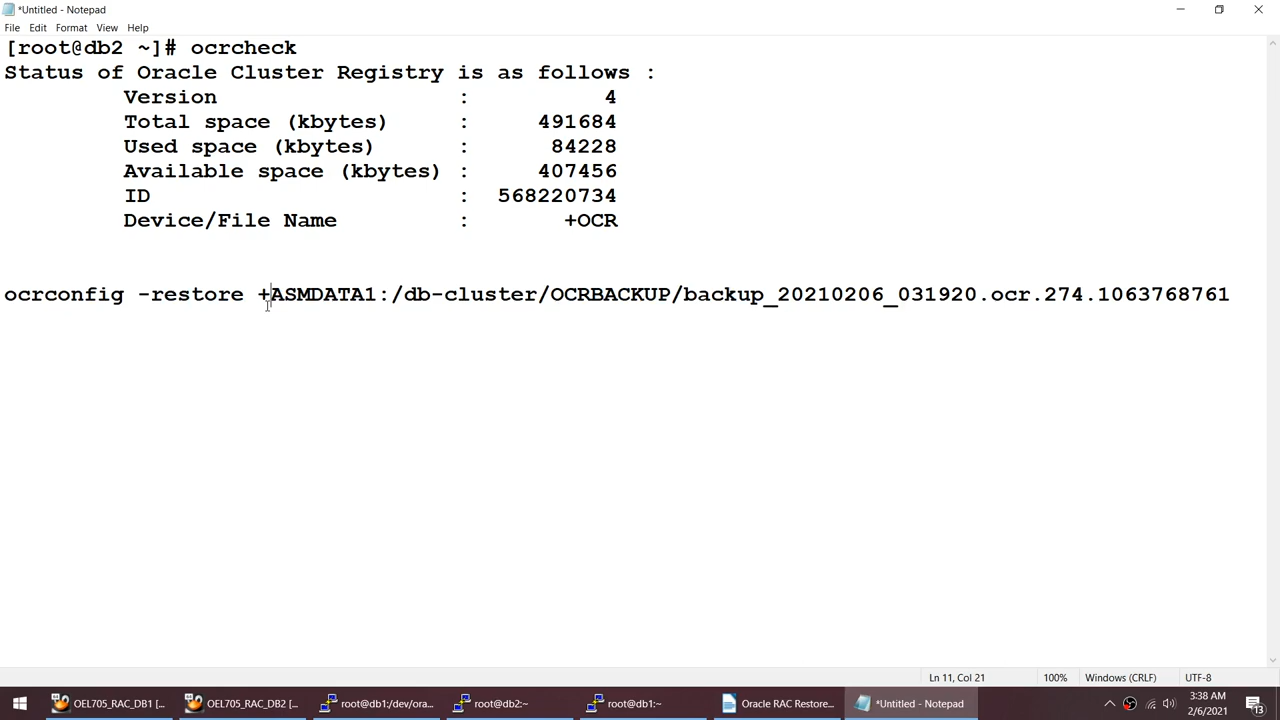 *Untitled - Notepad
File Edit Format View Help
[root@db2 ~]# ocrcheck
Status of Oracle Cluster Registry is as follows :
Version : 4
Total space (kbytes) : 491684
Used space (kbytes) : 84228
Available space (kbytes) : 407456
ID : 568220734
Device/File Name : +OCR
ocrconfig -restore +ASMDATA1:/db-cluster/OCRBACKUP/backup_20210206_031920.ocr.274.1063768761
Ln 11, Col 21 100% Windows (CRLF) UTF-8
OEL705_RAC_DB1 [... OEL705_RAC_DB2 [... root@db1:/dev/ora... root@db2:~ root@db1:~ Oracle RAC Restore... *Untitled - Notepad 3:38 AM
2/6/2021 13